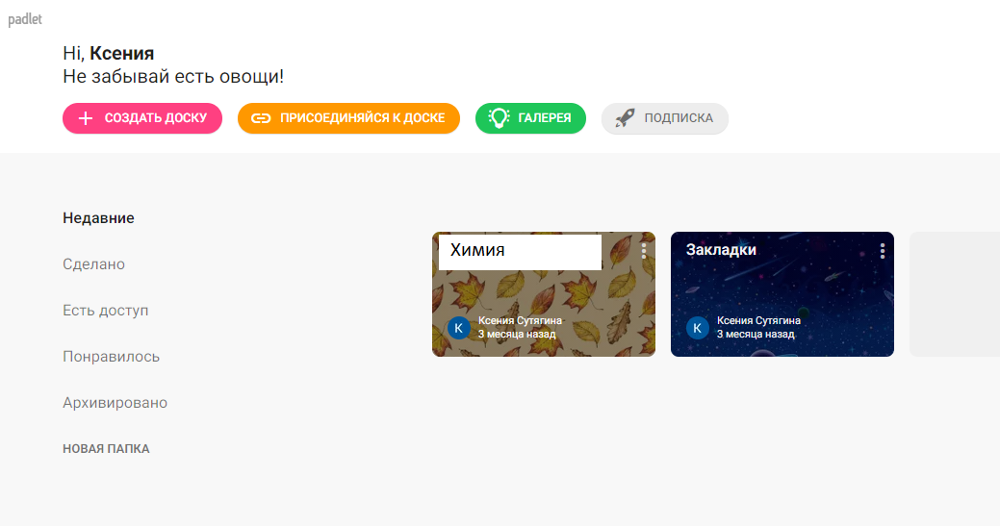 padlet
Hi, Ксения
Не забывай есть овощи!
СОЗДАТЬ ДОСКУ
ПРИСОЕДИНЯЙСЯ К ДОСКЕ
ГАЛЕРЕЯ
ПОДПИСКА
Недавние
Сделано
Есть доступ
Понравилось
Архивировано
НОВАЯ ПАПКА
Химия
К
Ксения Сутягина
3 месяца назад
Закладки
К
Ксения Сутягина
3 месяца назад